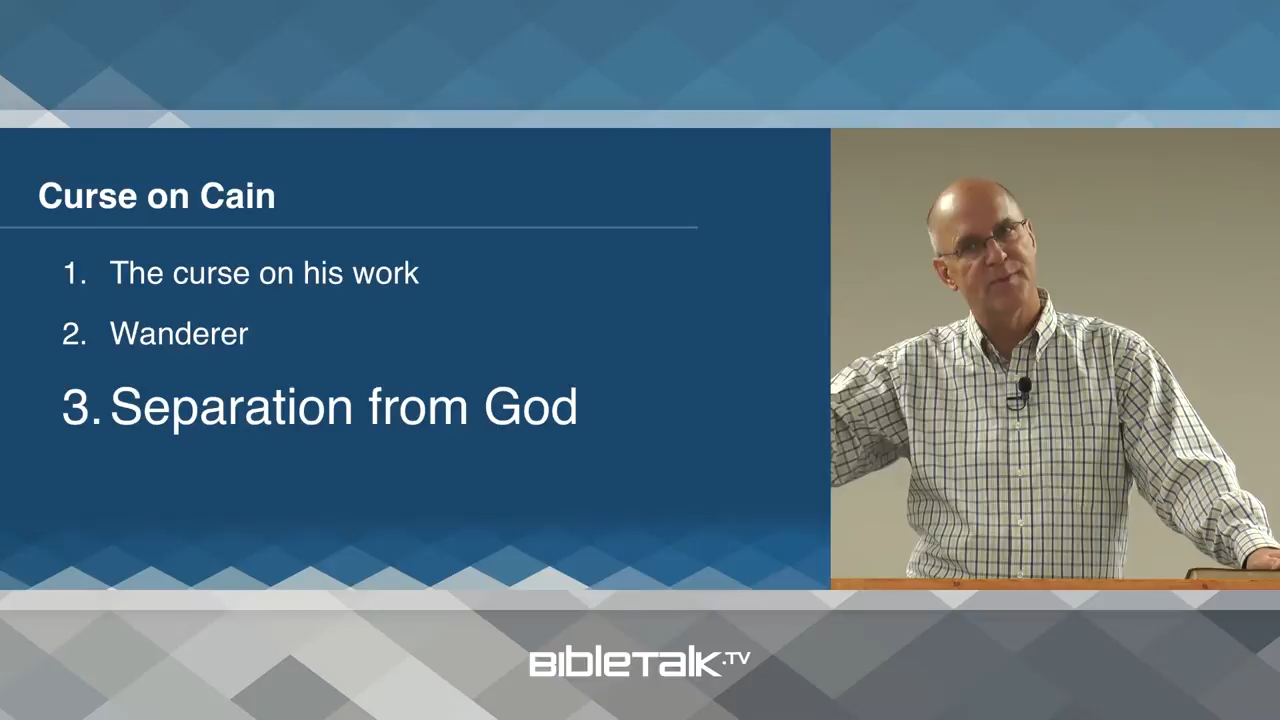 Curse on Cain
1. The curse on his work
2. Wanderer
3. Separation from God
BibleTalk.TV